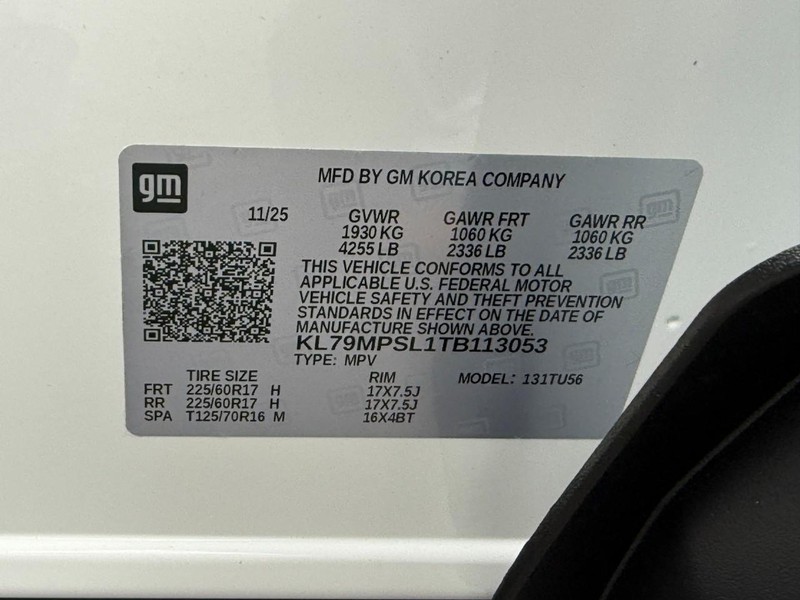 gm
MFD BY GM KOREA COMPANY
11/25 GVWR GAWR FRT GAWR RR
1930 KG 1060 KG 1060 KG
4255 LB 2336 LB 2336 LB
THIS VEHICLE CONFORMS TO ALL
APPLICABLE U.S. FEDERAL MOTOR
VEHICLE SAFETY AND THEFT PREVENTION
STANDARDS IN EFFECT ON THE DATE OF
MANUFACTURE SHOWN ABOVE.
KL79MPSL1TB113053
TYPE: MPV
TIRE SIZE RIM MODEL: 131TU56
FRT 225/60R17 H 17X7.5J
RR 225/60R17 H 17X7.5J
SPA T125/70R16 M 16X4BT